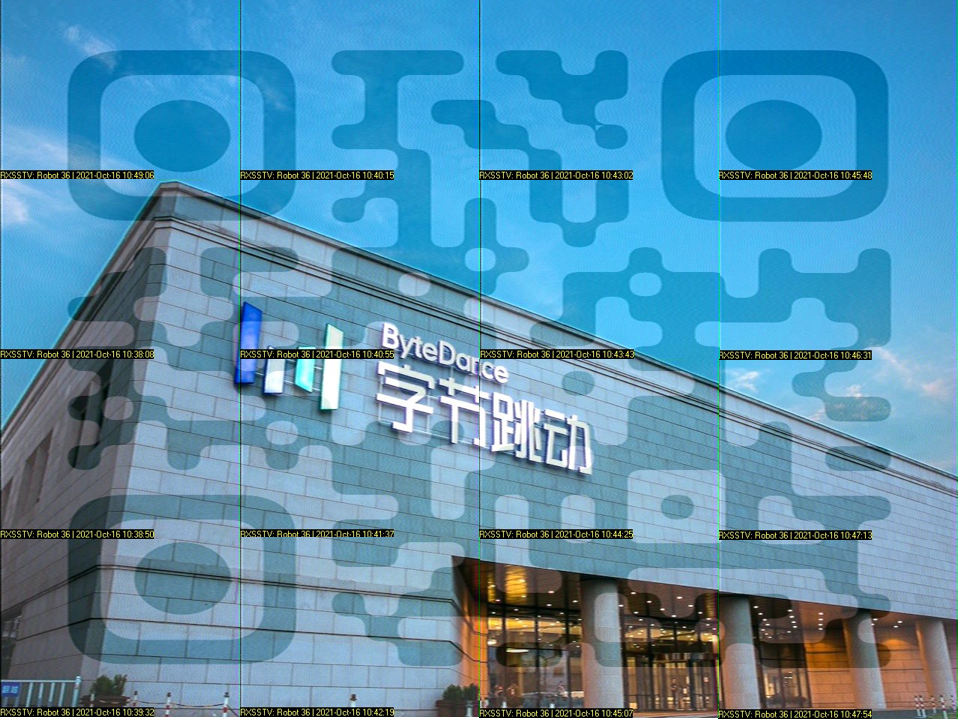 RXSSTV: Robot 36 | 2021-Oct-16 10:49:06
RXSSTV: Robot 36 | 2021-Oct-16 10:40:15
RXSSTV: Robot 36 | 2021-Oct-16 10:43:02
RXSSTV: Robot 36 | 2021-Oct-16 10:45:48
ByteDance
字节跳动
RXSSTV: Robot 36 | 2021-Oct-16 10:38:08
RXSSTV: Robot 36 | 2021-Oct-16 10:40:55
RXSSTV: Robot 36 | 2021-Oct-16 10:43:43
RXSSTV: Robot 36 | 2021-Oct-16 10:46:31
RXSSTV: Robot 36 | 2021-Oct-16 10:38:50
RXSSTV: Robot 36 | 2021-Oct-16 10:41:37
RXSSTV: Robot 36 | 2021-Oct-16 10:44:25
RXSSTV: Robot 36 | 2021-Oct-16 10:47:13
RXSSTV: Robot 36 | 2021-Oct-16 10:39:32
RXSSTV: Robot 36 | 2021-Oct-16 10:42:19
RXSSTV: Robot 36 | 2021-Oct-16 10:45:07
RXSSTV: Robot 36 | 2021-Oct-16 10:47:54